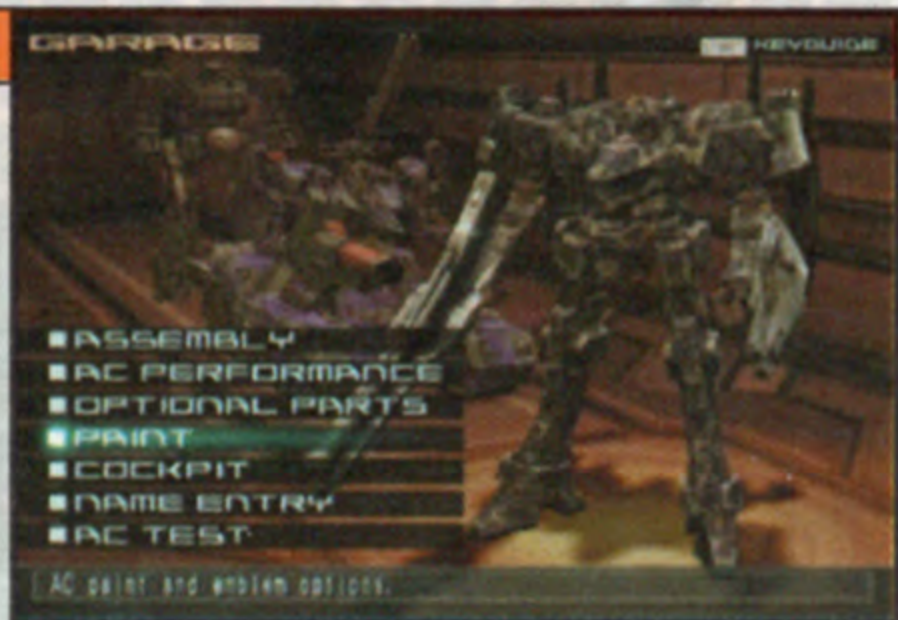 GARAGE
KEYGUIDE
ASSEMBLY
AC PERFORMANCE
OPTIONAL PARTS
PAINT
COCKPIT
NAME ENTRY
AC TEST
AC paint and emblem options.